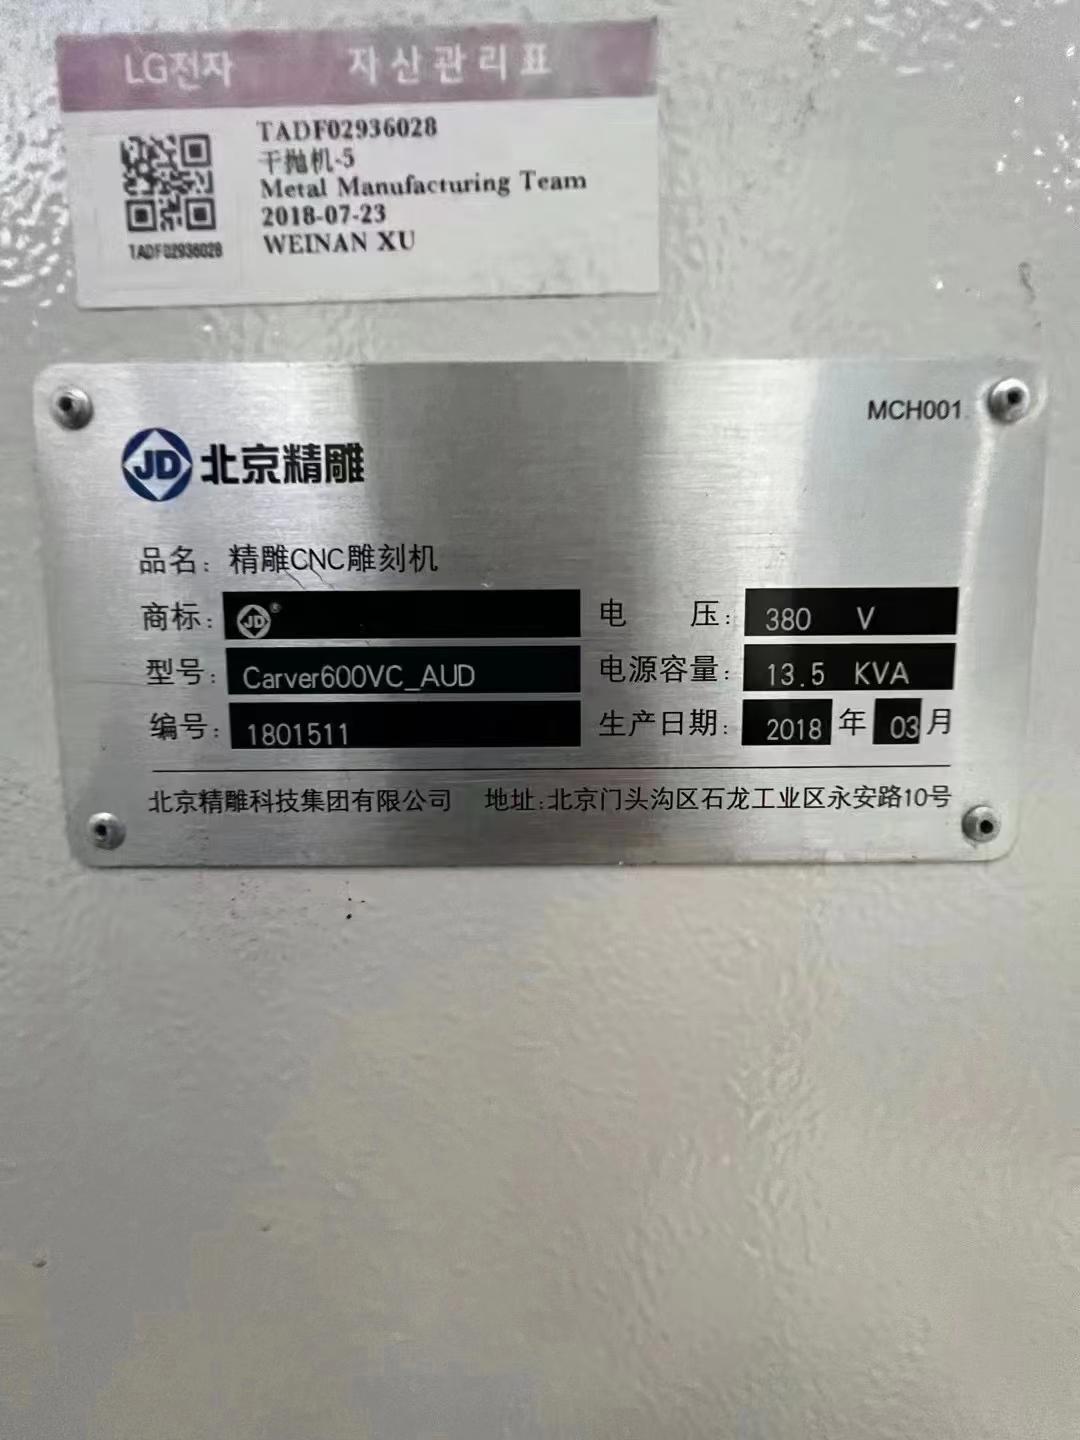 LG전자 자산관리표
TADF02936028
干抛机-5
Metal Manufacturing Team
2018-07-23
WEINAN XU
TADF02936028
MCH001
JD 北京精雕
品名: 精雕CNC雕刻机
商标: JD® 电 压: 380 V
型号: Carver600VC_AUD 电源容量: 13.5 KVA
编号: 1801511 生产日期: 2018 年 03 月
北京精雕科技集团有限公司 地址:北京门头沟区石龙工业区永安路10号